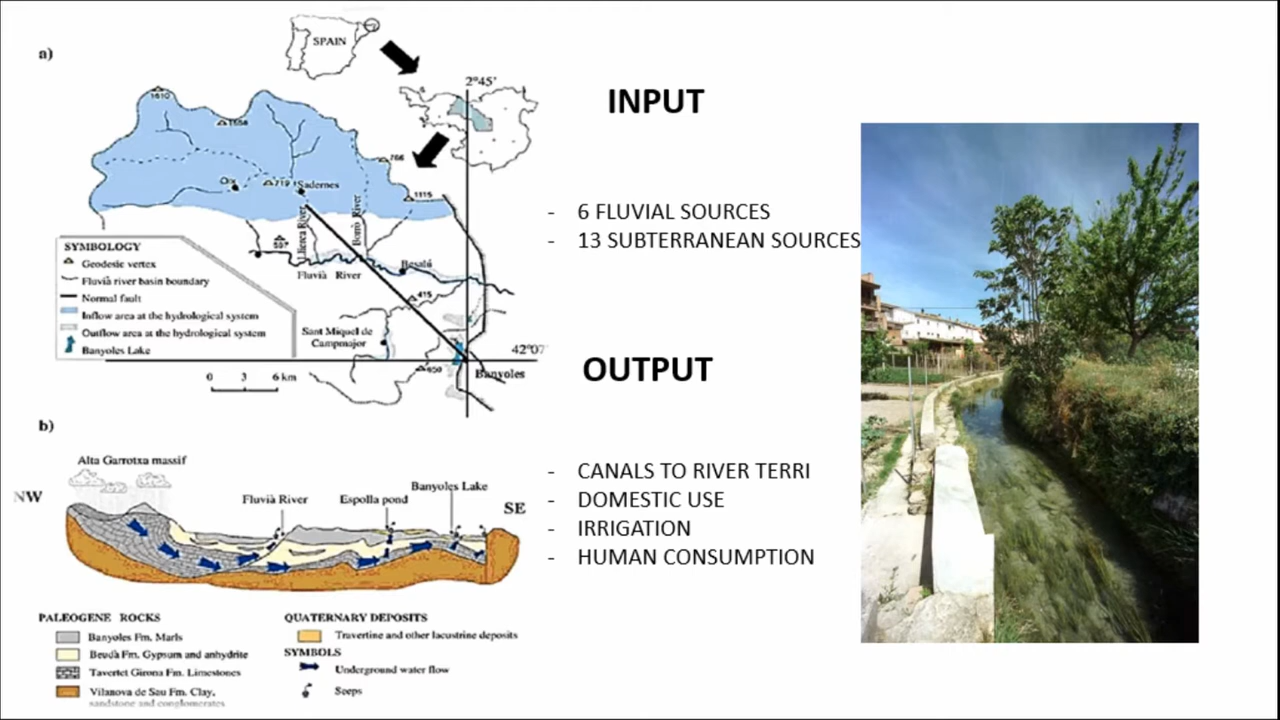 a)
SPAIN
2°45'
1610
1558
766
Oix
719
Sadernes
1115
Llierca River
Borró River
597
Fluvià River
Besalú
415
Sant Miquel de
Campmajor
42°07'
650
Banyoles
SYMBOLOGY
Geodesic vertex
Fluvià river basin boundary
Normal fault
Inflow area at the hydrological system
Outflow area at the hydrological system
Banyoles Lake
0 3 6 km
b)
Alta Garrotxa massif
NW
Fluvià River
Espolla pond
Banyoles Lake
SE
PALEOGENE ROCKS
Banyoles Fm. Marls
Beudà Fm. Gypsum and anhydrite
Tavertet Girona Fm. Limestones
Vilanova de Sau Fm. Clay,
sandstone and conglomerates
QUATERNARY DEPOSITS
Travertine and other lacustrine deposits
SYMBOLS
Underground water flow
Seeps
INPUT
- 6 FLUVIAL SOURCES
- 13 SUBTERRANEAN SOURCES
OUTPUT
- CANALS TO RIVER TERRI
- DOMESTIC USE
- IRRIGATION
- HUMAN CONSUMPTION